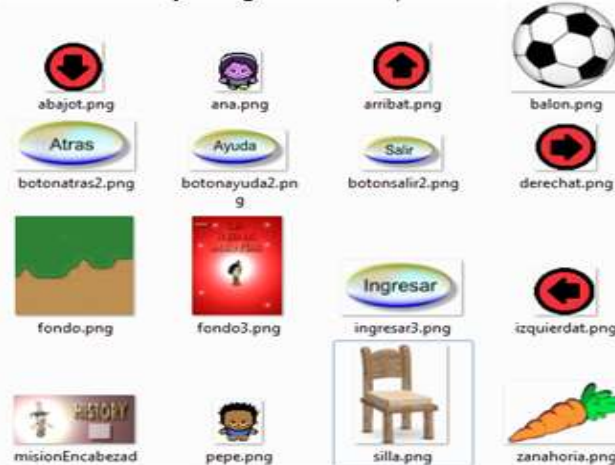 abajot.png ana.png arribat.png balon.png
Atras Ayuda Salir
botonatras2.png botonayuda2.pn botonsalir2.png derechat.png
g
Ingresar
fondo.png fondo3.png ingresar3.png izquierdat.png
HISTORY
misionEncabezad pepe.png silla.png zanahoria.png